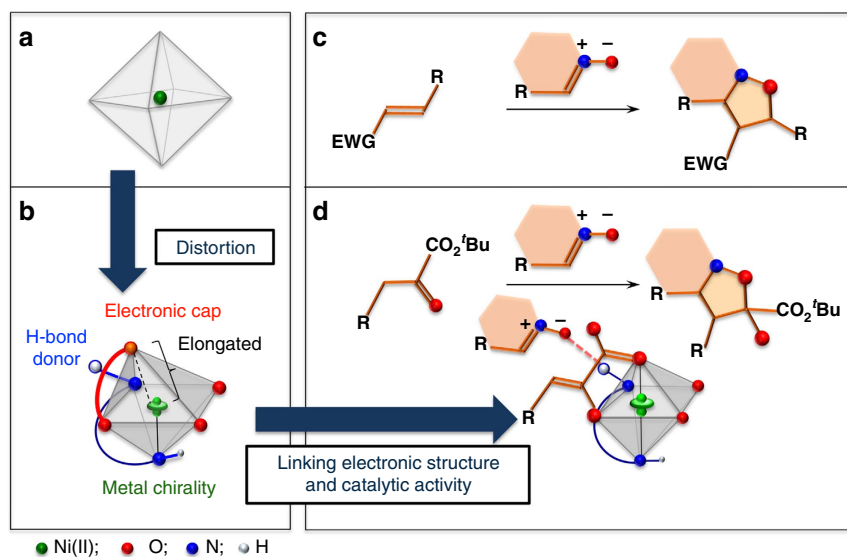 a
R
EWG
c
+ −
R
R
EWG
b
Distortion
Electronic cap
H-bond
donor
Elongated
Metal chirality
d
CO₂ᵗBu
R
+ −
R
R
CO₂ᵗBu
R
+ −
R
R
Linking electronic structure
and catalytic activity
Ni(II); O; N; H